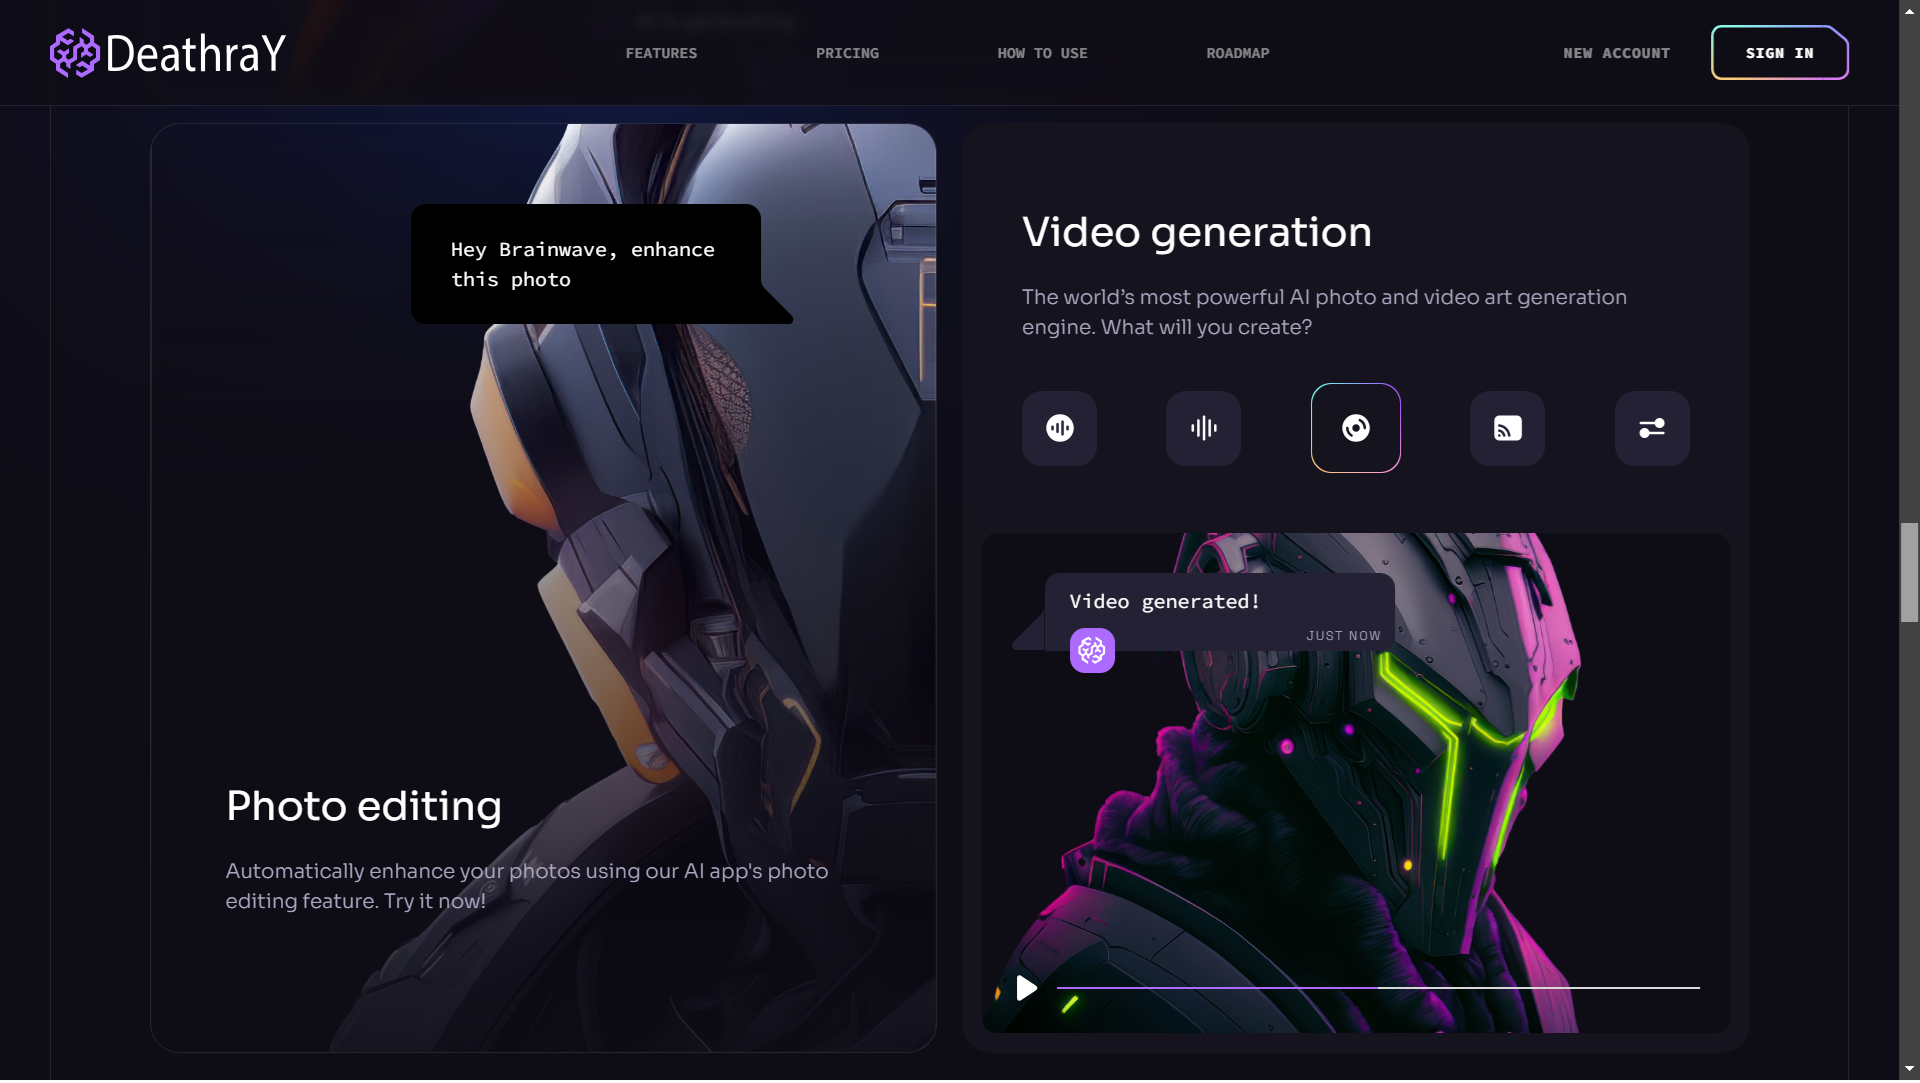 DeathraY
FEATURES
PRICING
HOW TO USE
ROADMAP
NEW ACCOUNT
SIGN IN
Hey Brainwave, enhance
this photo
Photo editing
Automatically enhance your photos using our AI app's photo
editing feature. Try it now!
Video generation
The world’s most powerful AI photo and video art generation
engine. What will you create?
Video generated!
JUST NOW